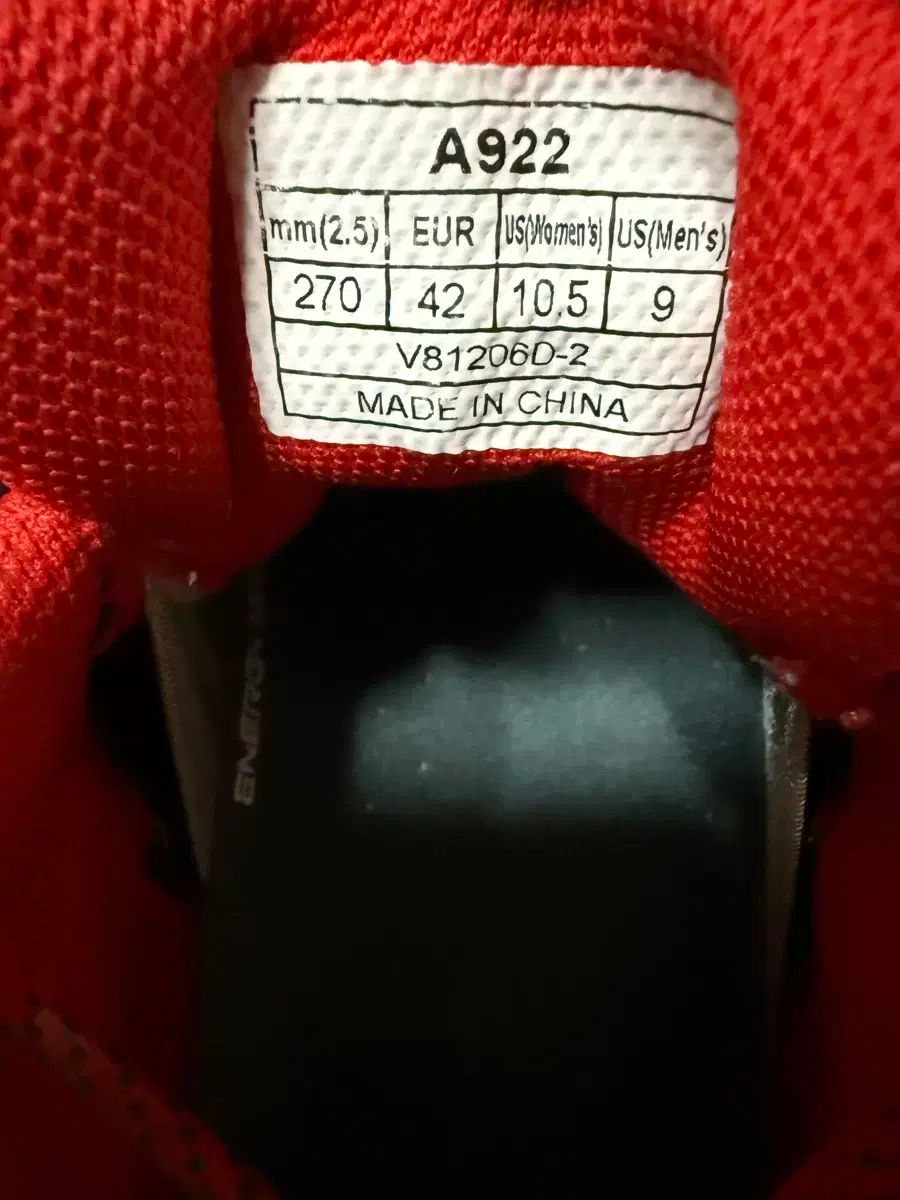 A922
mm(2.5) EUR US(Women's) US(Men's)
270 42 10.5 9
V81206D-2
MADE IN CHINA